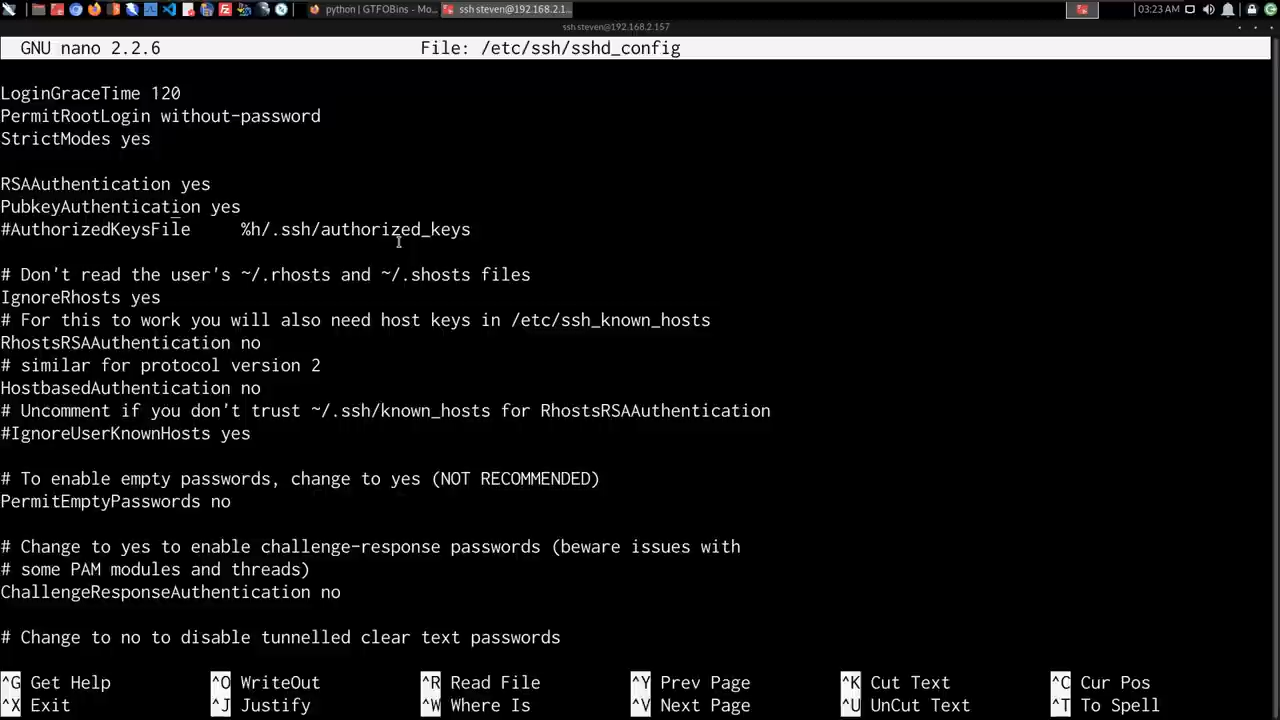 python | GTFOBins - Mo...
ssh steven@192.168.2.1...
03:23 AM
ssh steven@192.168.2.157
GNU nano 2.2.6 File: /etc/ssh/sshd_config
LoginGraceTime 120
PermitRootLogin without-password
StrictModes yes
RSAAuthentication yes
PubkeyAuthentication yes
#AuthorizedKeysFile %h/.ssh/authorized_keys
# Don't read the user's ~/.rhosts and ~/.shosts files
IgnoreRhosts yes
# For this to work you will also need host keys in /etc/ssh_known_hosts
RhostsRSAAuthentication no
# similar for protocol version 2
HostbasedAuthentication no
# Uncomment if you don't trust ~/.ssh/known_hosts for RhostsRSAAuthentication
#IgnoreUserKnownHosts yes
# To enable empty passwords, change to yes (NOT RECOMMENDED)
PermitEmptyPasswords no
# Change to yes to enable challenge-response passwords (beware issues with
# some PAM modules and threads)
ChallengeResponseAuthentication no
# Change to no to disable tunnelled clear text passwords
^G Get Help ^O WriteOut ^R Read File ^Y Prev Page ^K Cut Text ^C Cur Pos
^X Exit ^J Justify ^W Where Is ^V Next Page ^U UnCut Text ^T To Spell